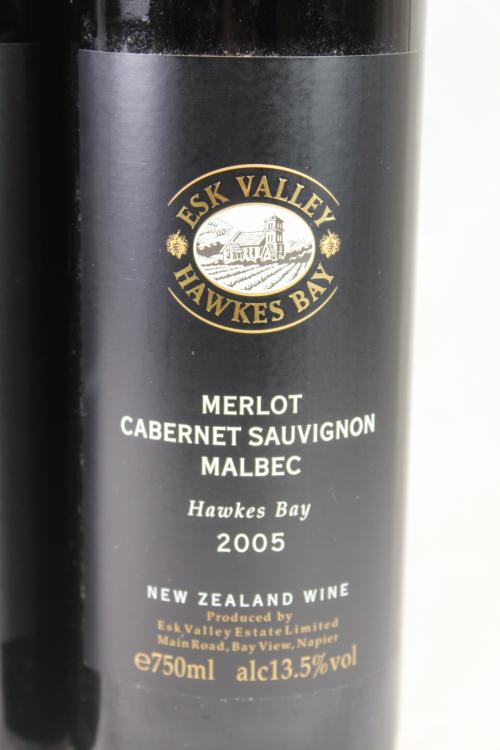 ESK VALLEY
HAWKES BAY
MERLOT
CABERNET SAUVIGNON
MALBEC
Hawkes Bay
2005
NEW ZEALAND WINE
Produced by
Esk Valley Estate Limited
Main Road, Bay View, Napier
℮750ml alc13.5%vol